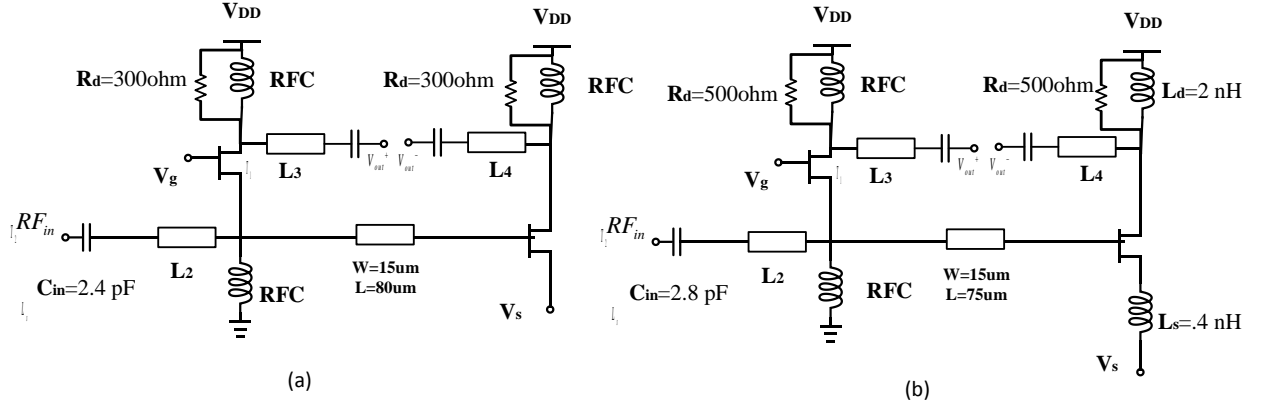 VDD
VDD
Rd=300ohm
RFC
Rd=300ohm
RFC
Vg
L3
Vout+
Vout-
L4
RFin
L2
W=15um
L=80um
Cin=2.4 pF
RFC
Vs
(a)
VDD
VDD
Rd=500ohm
RFC
Rd=500ohm
Ld=2 nH
Vg
L3
Vout+
Vout-
L4
RFin
L2
W=15um
L=75um
Cin=2.8 pF
RFC
Ls=.4 nH
Vs
(b)